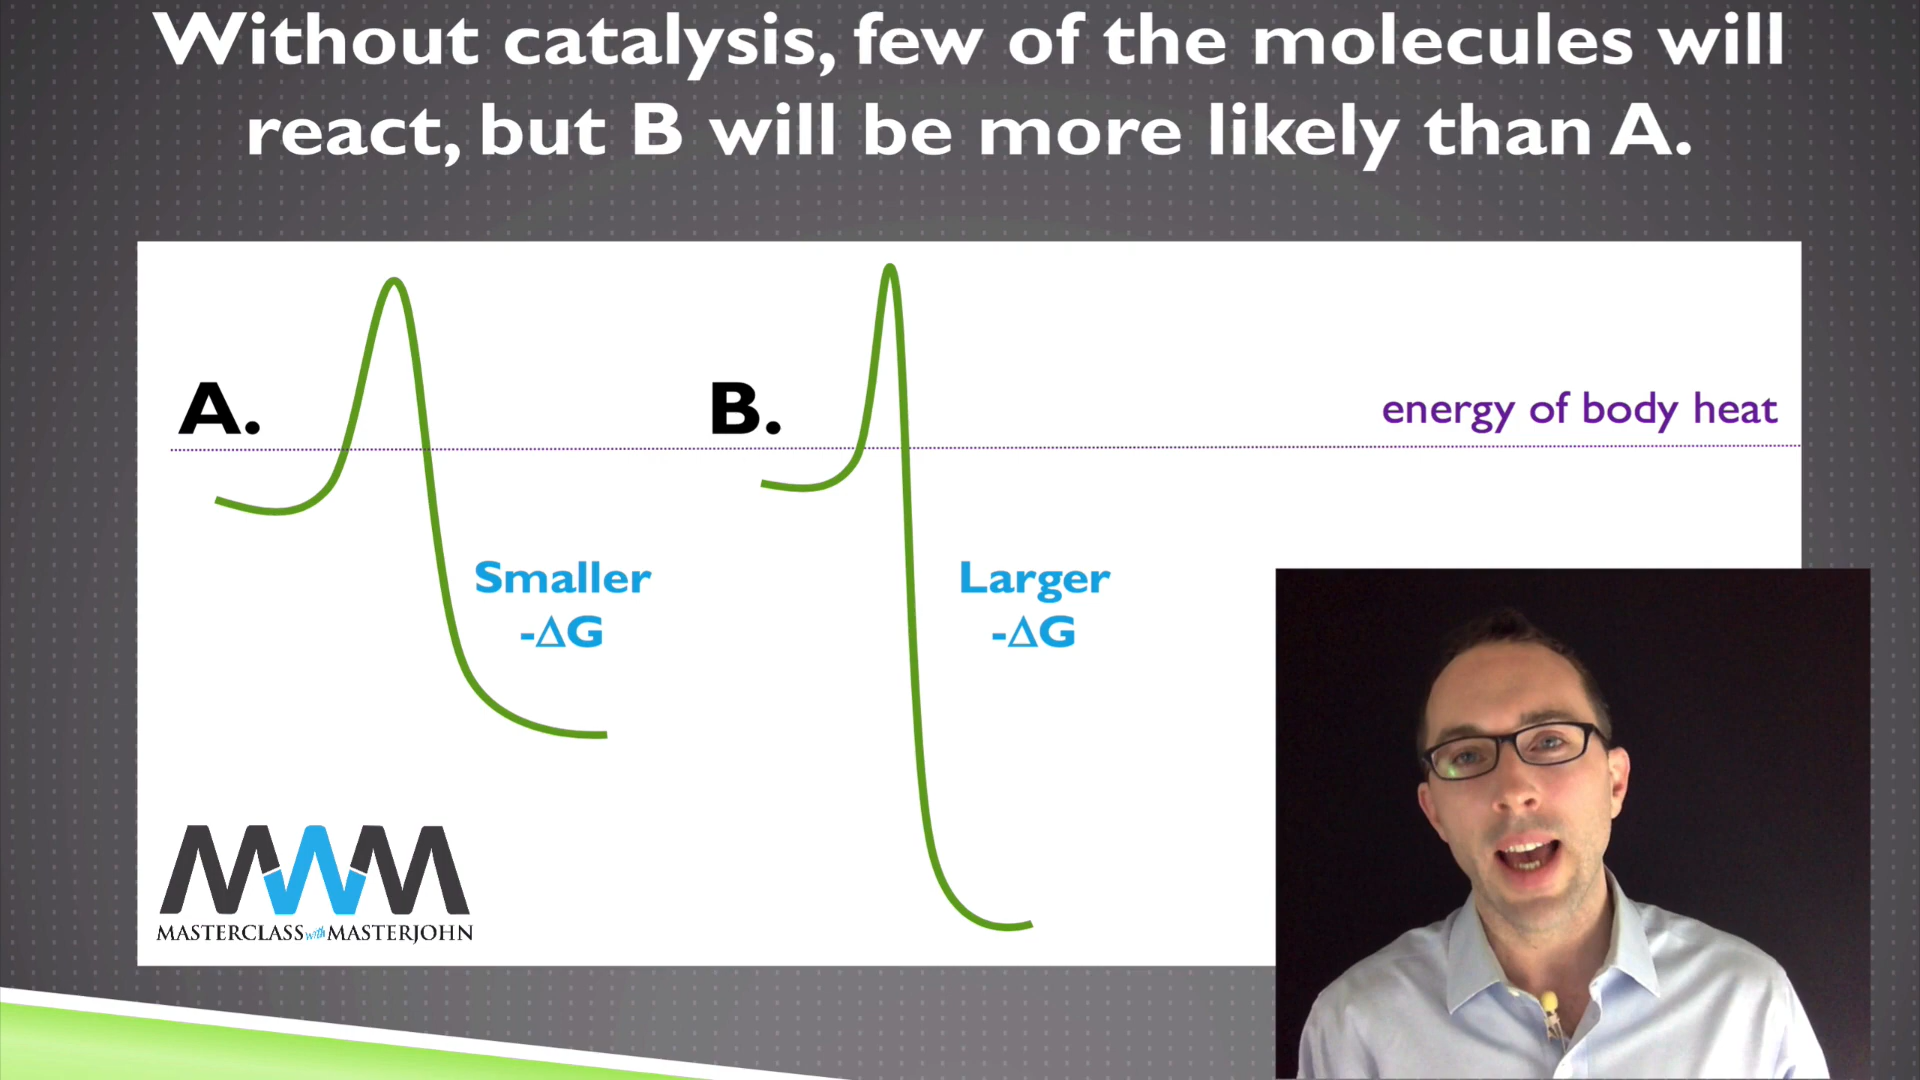 Without catalysis, few of the molecules will
react, but B will be more likely than A.
A.
B.
energy of body heat
Smaller
-ΔG
Larger
-ΔG
MWM
MASTERCLASS with MASTERJOHN